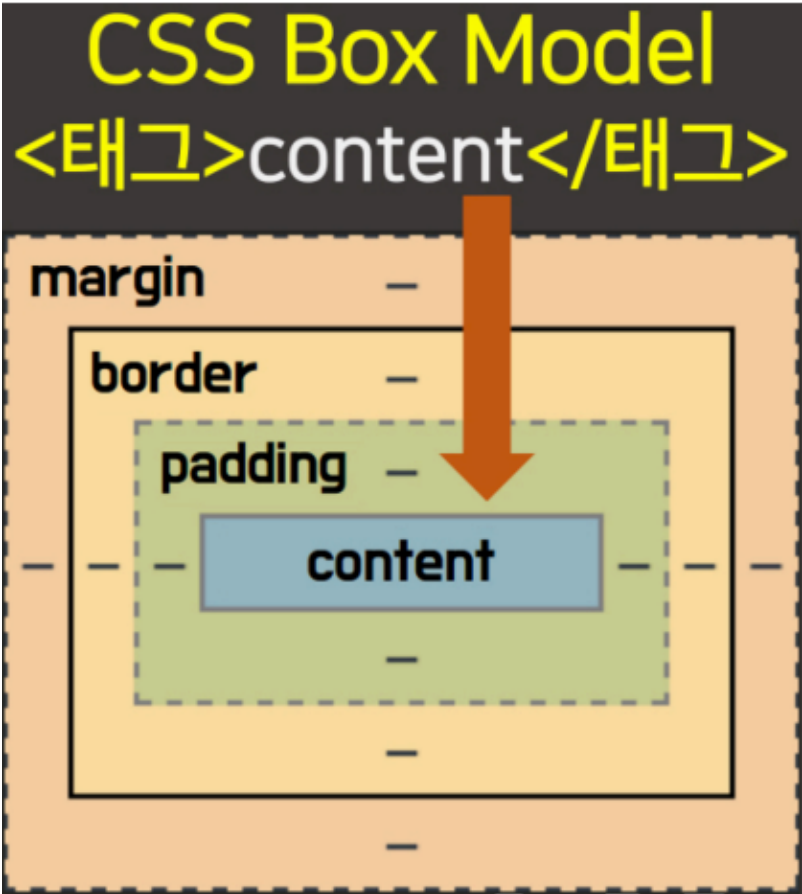 CSS Box Model
<태그>content</태그>
margin
–
border
–
padding –
– – – content – – –
–
–
–